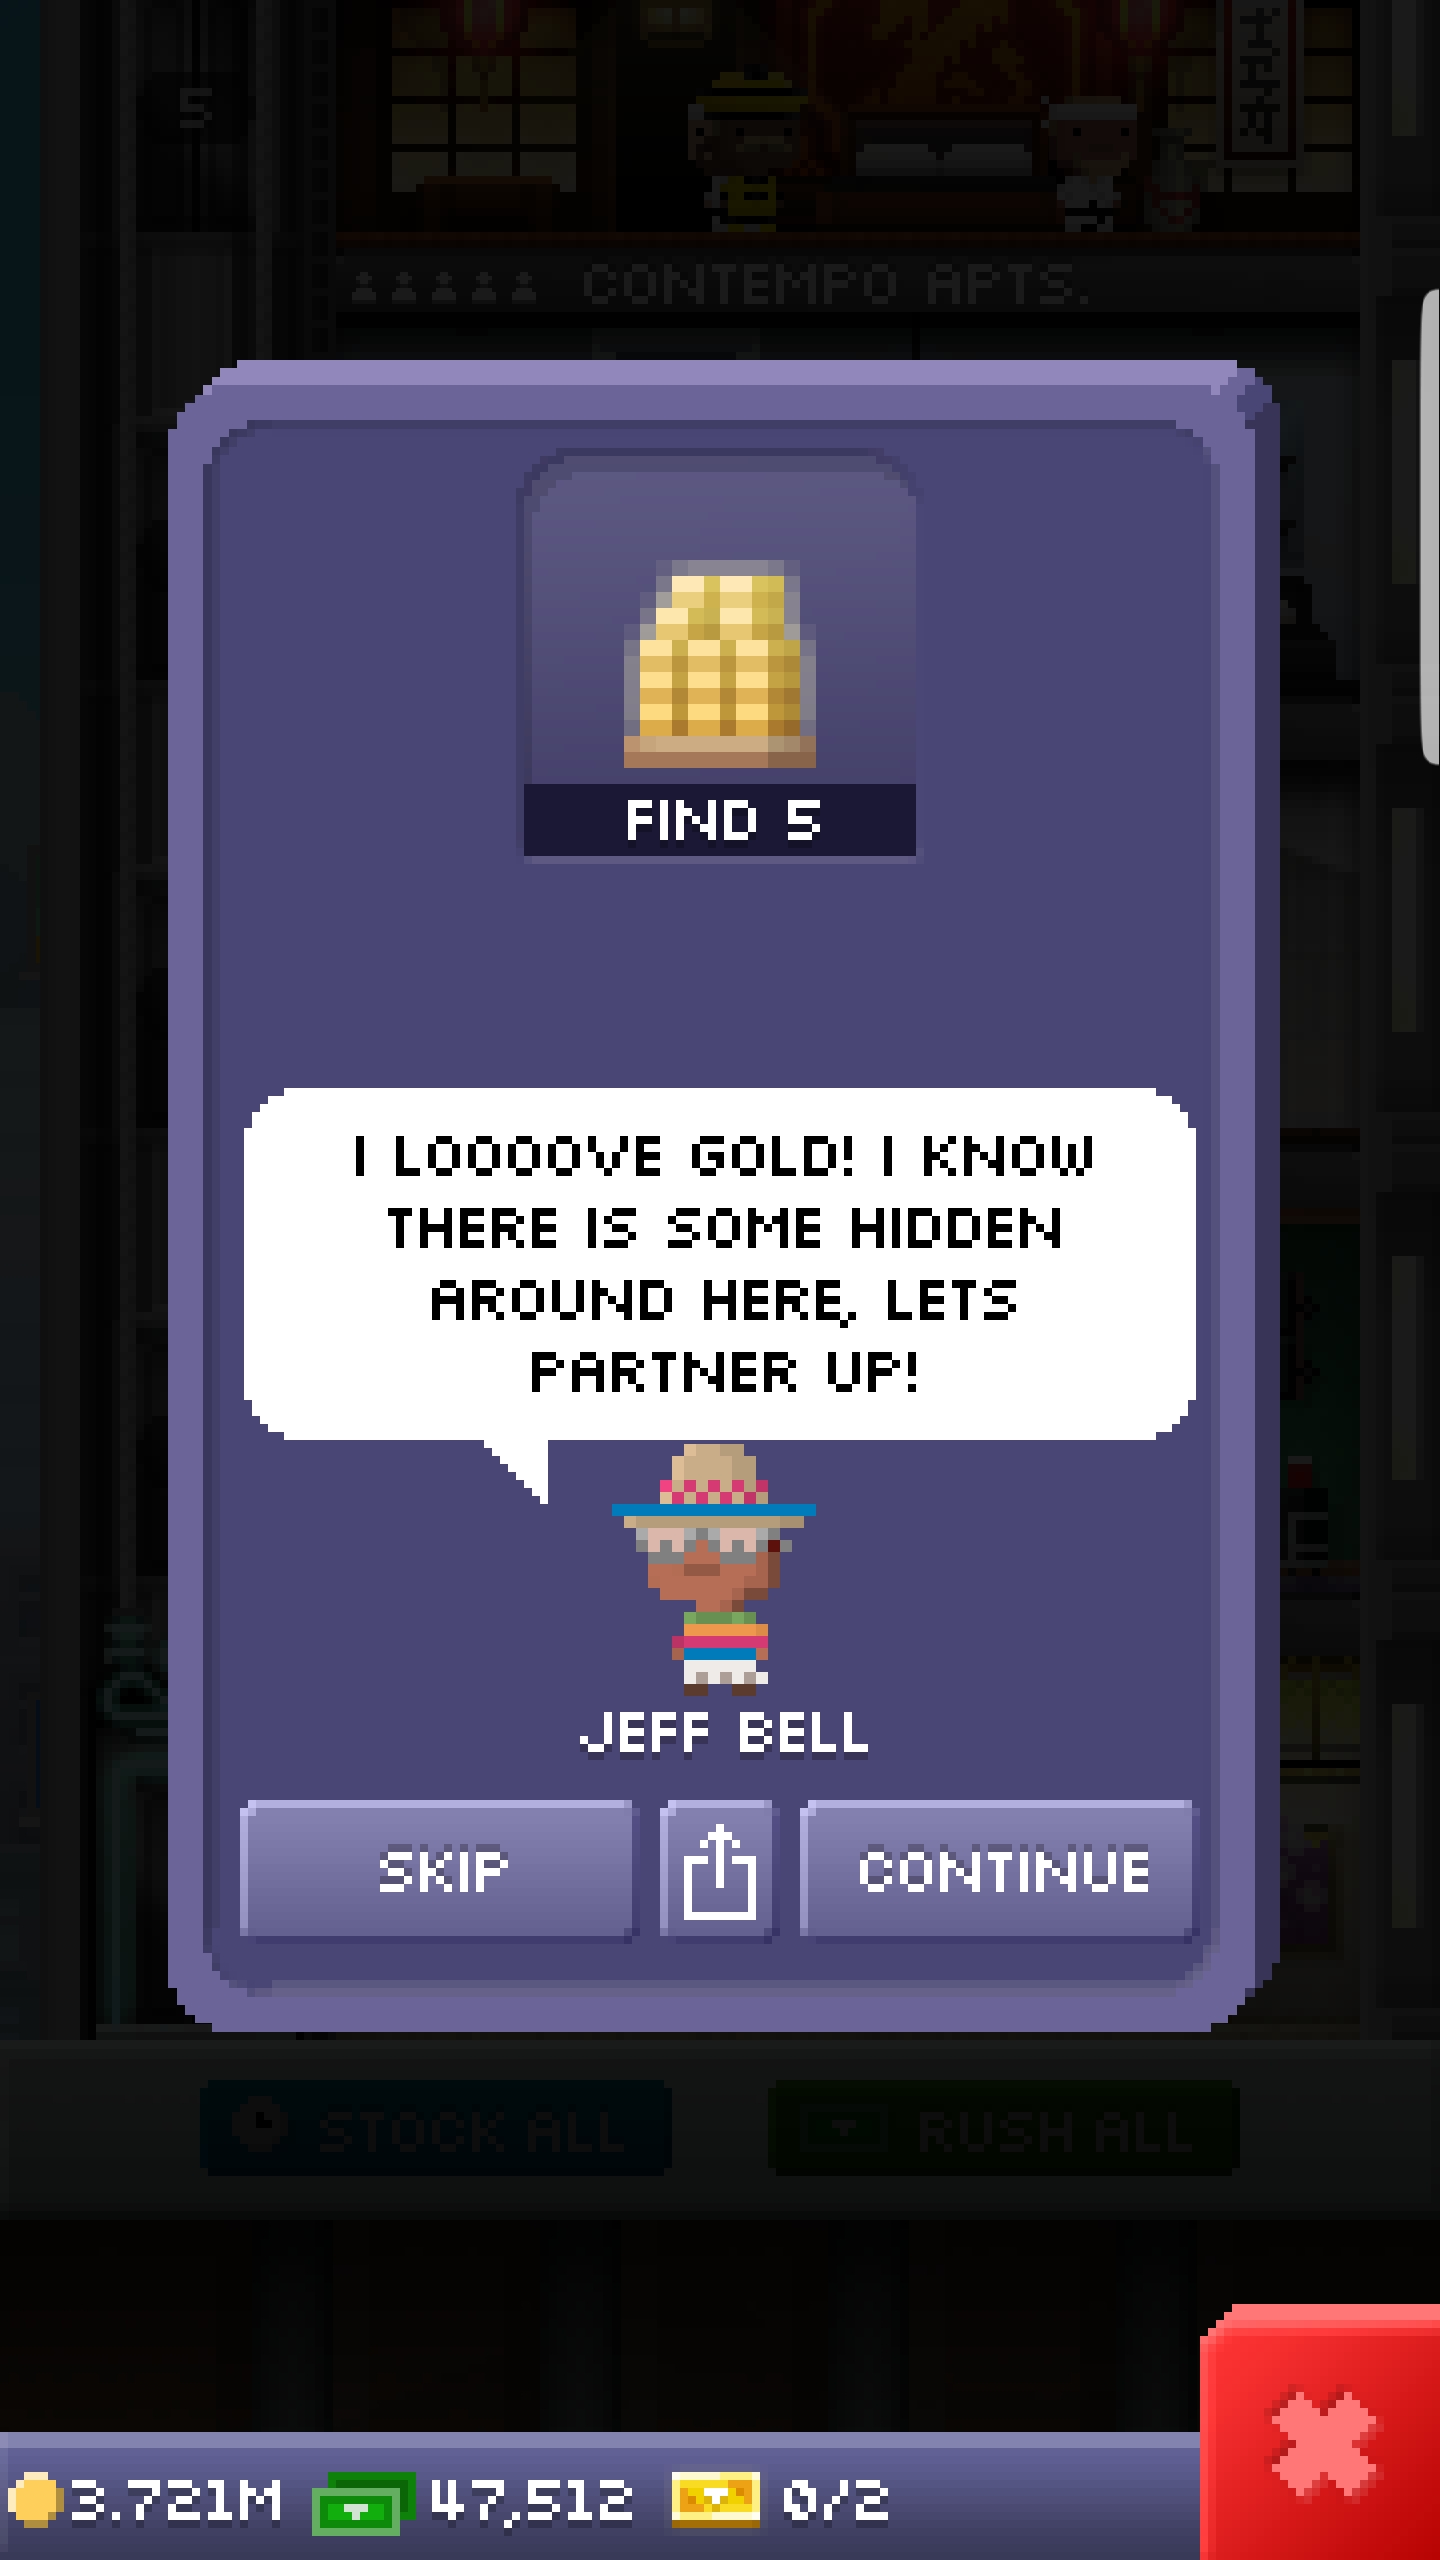 5
CONTEMPO APTS.
FIND 5
I LOOOOVE GOLD! I KNOW
THERE IS SOME HIDDEN
AROUND HERE, LETS
PARTNER UP!
JEFF BELL
SKIP
CONTINUE
STOCK ALL
RUSH ALL
3.721M
47,512
0/2